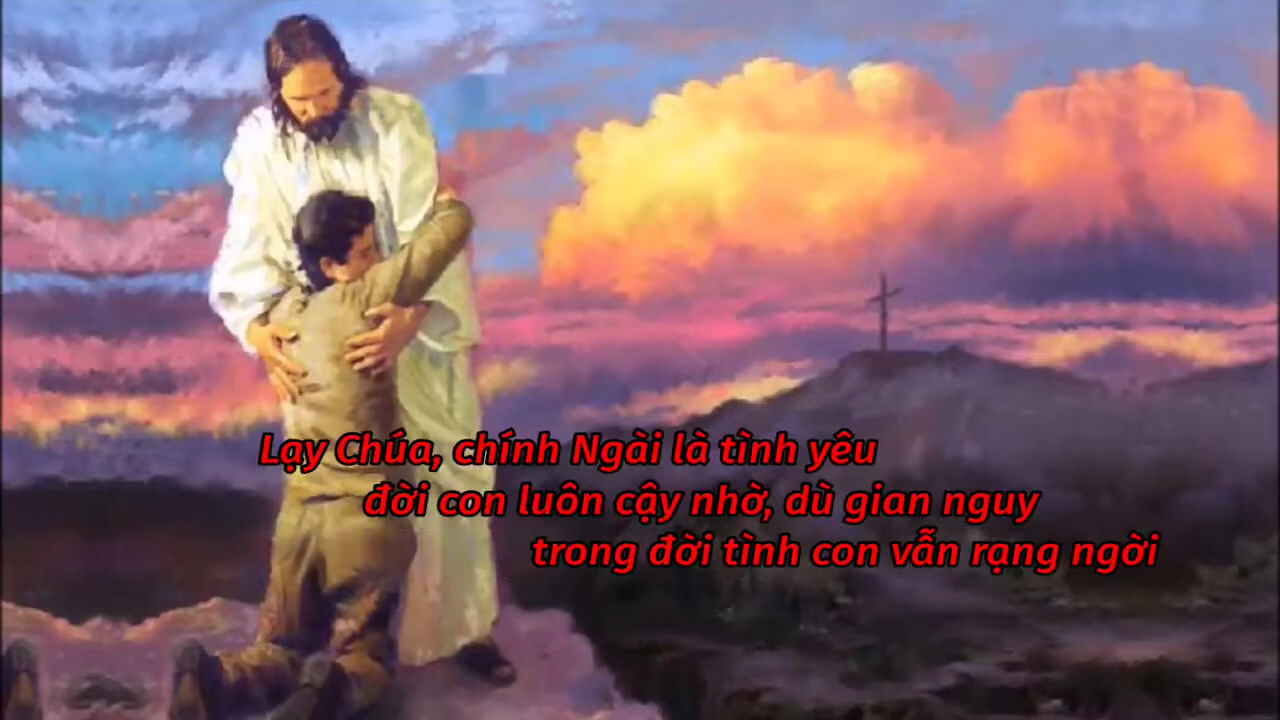 Lạy Chúa, chính Ngài là tình yêu
đời con luôn cậy nhờ, dù gian nguy
trong đời tình con vẫn rạng ngời